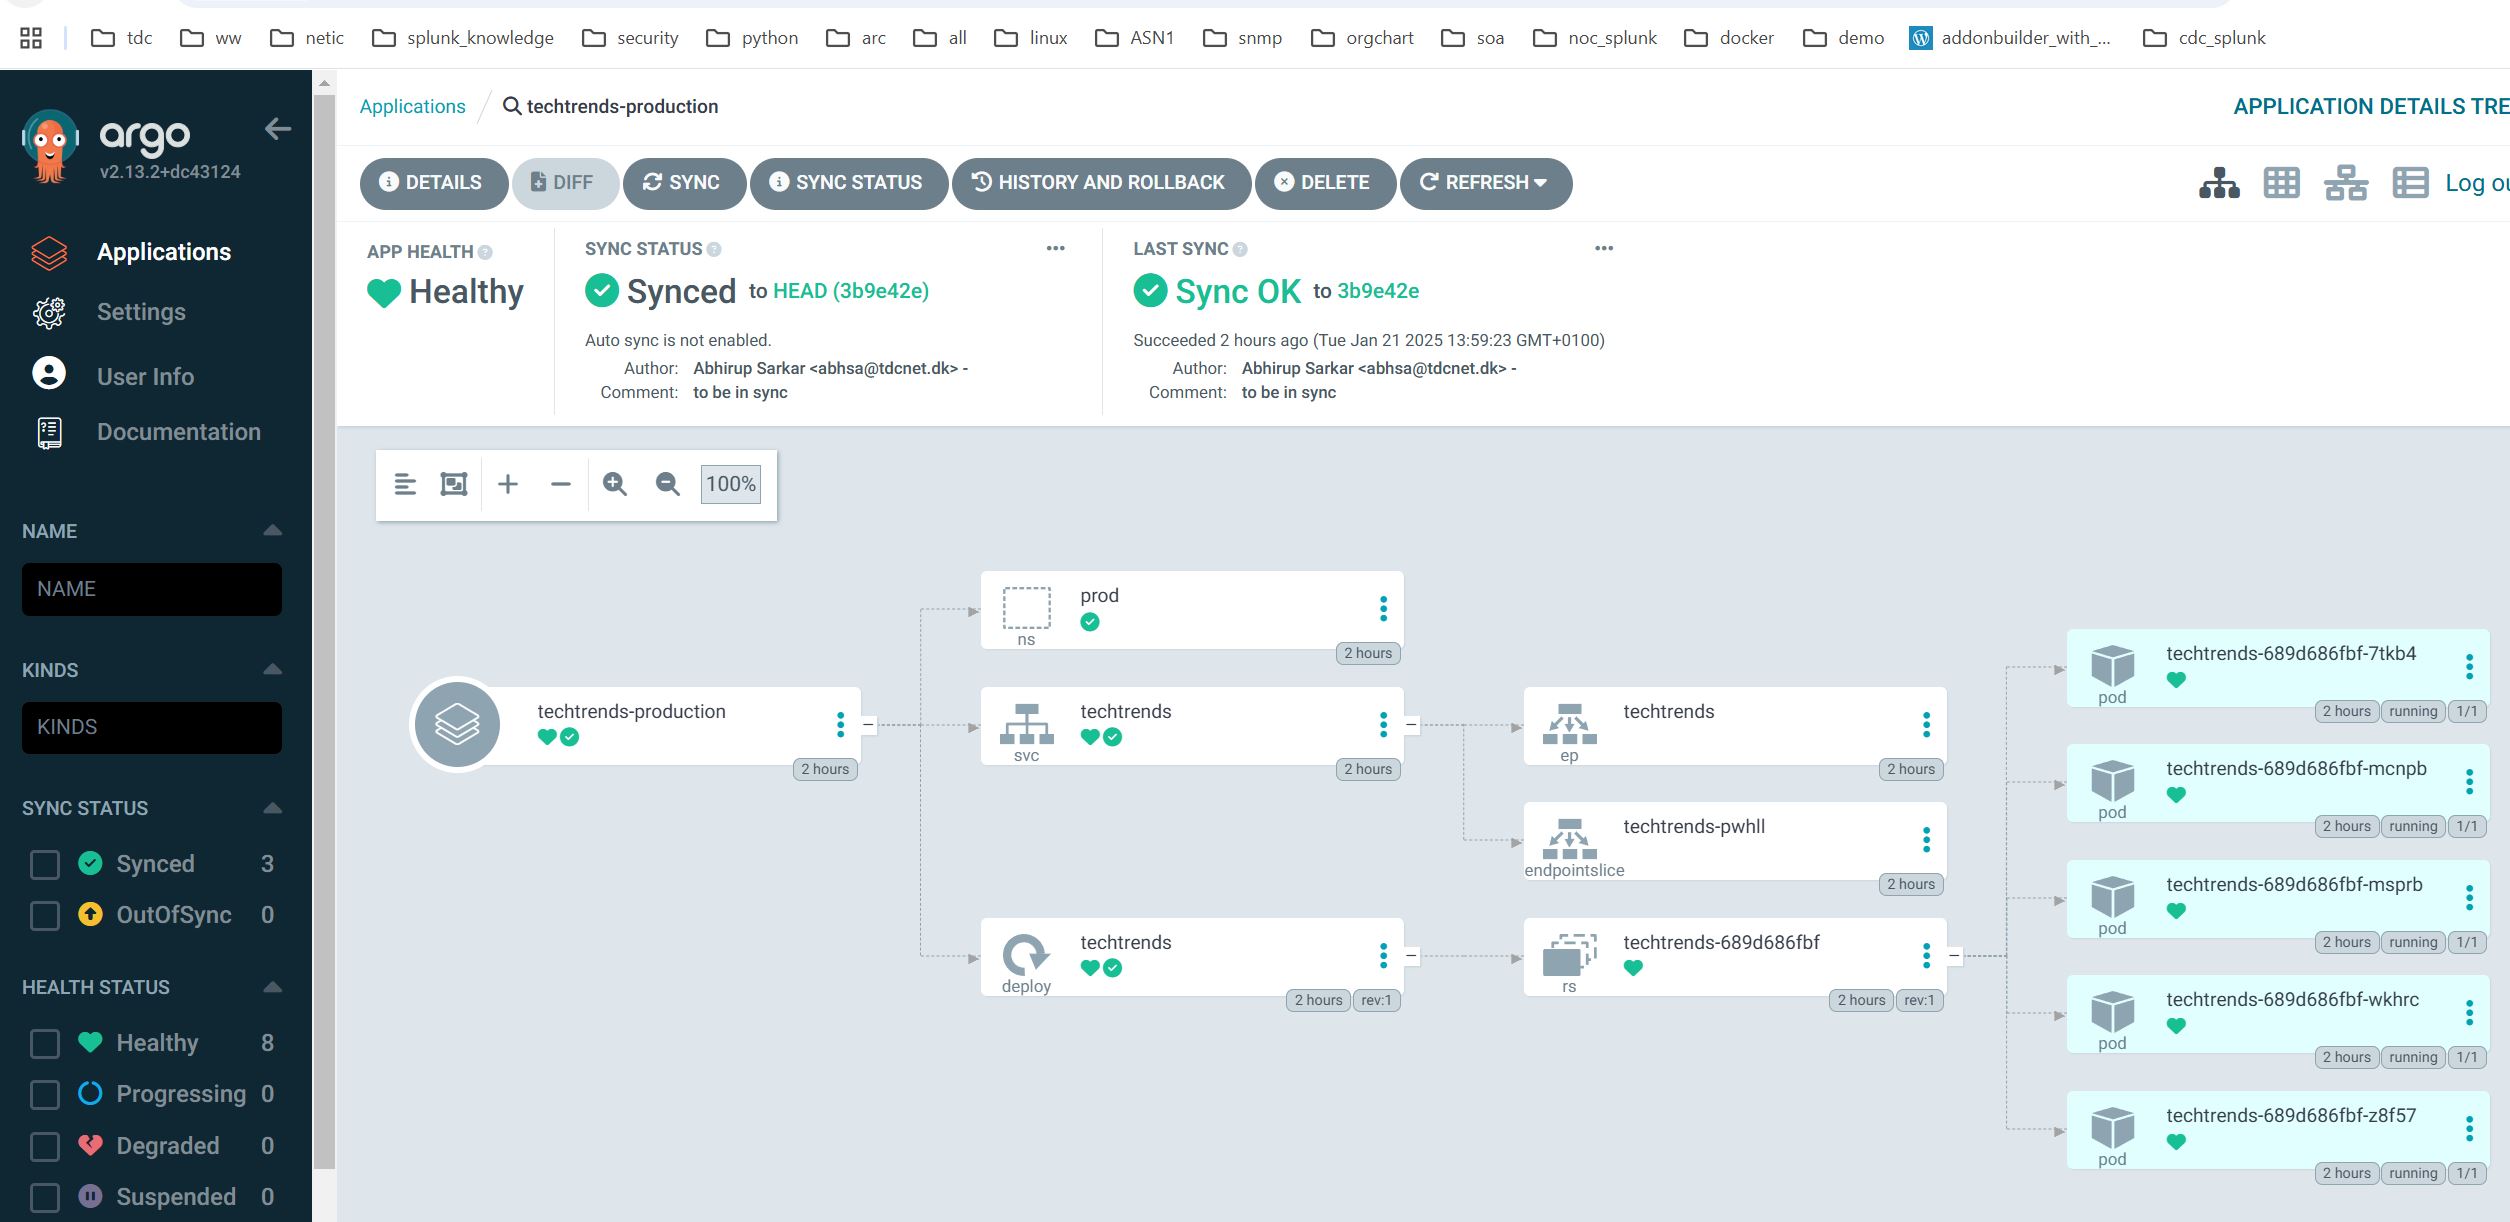 tdc ww netic splunk_knowledge security python arc all linux ASN1 snmp orgchart soa noc_splunk docker demo addonbuilder_with_... cdc_splunk
argo
v2.13.2+dc43124
Applications
Settings
User Info
Documentation
NAME
NAME
KINDS
KINDS
SYNC STATUS
Synced 3
OutOfSync 0
HEALTH STATUS
Healthy 8
Progressing 0
Degraded 0
Suspended 0
Applications / techtrends-production
APPLICATION DETAILS TRE
DETAILS DIFF SYNC SYNC STATUS HISTORY AND ROLLBACK DELETE REFRESH
Log ou
APP HEALTH
Healthy
SYNC STATUS
Synced to HEAD (3b9e42e)
Auto sync is not enabled.
Author: Abhirup Sarkar <abhsa@tdcnet.dk> -
Comment: to be in sync
LAST SYNC
Sync OK to 3b9e42e
Succeeded 2 hours ago (Tue Jan 21 2025 13:59:23 GMT+0100)
Author: Abhirup Sarkar <abhsa@tdcnet.dk> -
Comment: to be in sync
100%
techtrends-production
2 hours
prod
ns
2 hours
techtrends
svc
2 hours
techtrends
deploy
2 hours rev:1
techtrends
ep
2 hours
techtrends-pwhll
endpointslice
2 hours
techtrends-689d686fbf
rs
2 hours rev:1
techtrends-689d686fbf-7tkb4
pod
2 hours running 1/1
techtrends-689d686fbf-mcnpb
pod
2 hours running 1/1
techtrends-689d686fbf-msprb
pod
2 hours running 1/1
techtrends-689d686fbf-wkhrc
pod
2 hours running 1/1
techtrends-689d686fbf-z8f57
pod
2 hours running 1/1